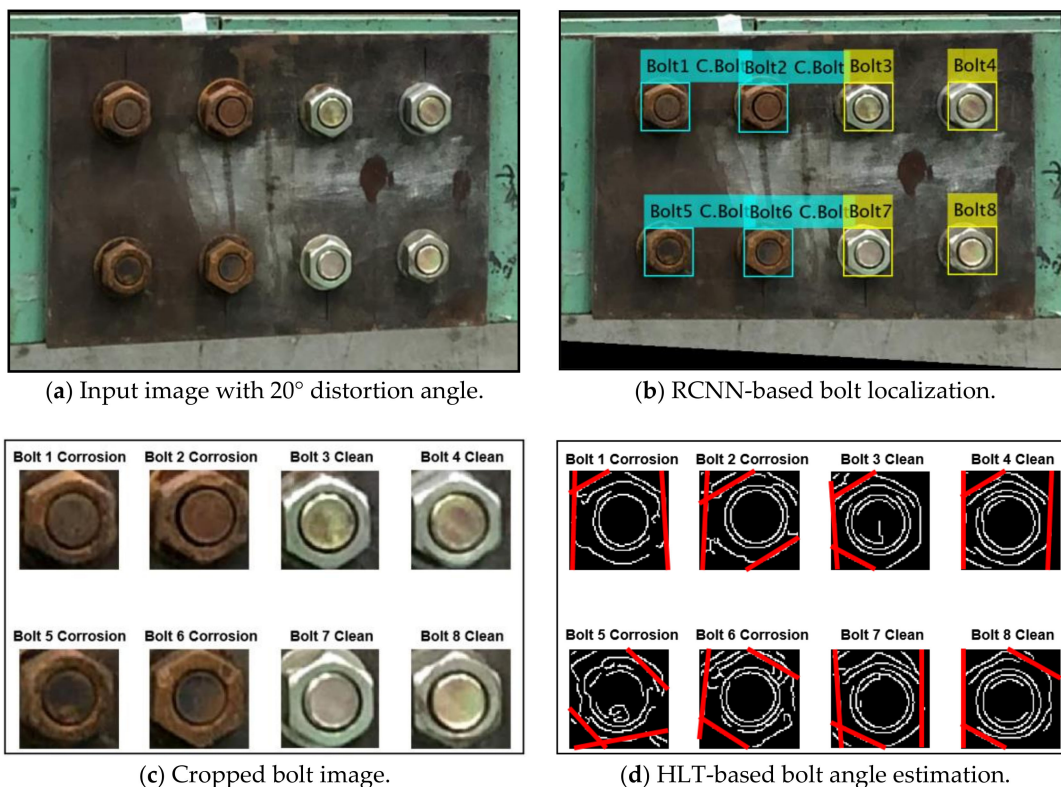 Bolt1 C.Bolt Bolt2 C.Bolt Bolt3 Bolt4
Bolt5 C.Bolt Bolt6 C.Bolt Bolt7 Bolt8
(a) Input image with 20° distortion angle.
(b) RCNN-based bolt localization.
Bolt 1 Corrosion Bolt 2 Corrosion Bolt 3 Clean Bolt 4 Clean
Bolt 5 Corrosion Bolt 6 Corrosion Bolt 7 Clean Bolt 8 Clean
(c) Cropped bolt image.
Bolt 1 Corrosion Bolt 2 Corrosion Bolt 3 Clean Bolt 4 Clean
Bolt 5 Corrosion Bolt 6 Corrosion Bolt 7 Clean Bolt 8 Clean
(d) HLT-based bolt angle estimation.